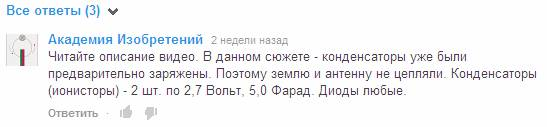 Все ответы (3)
Академия Изобретений 2 недели назад
Читайте описание видео. В данном сюжете - конденсаторы уже были
предварительно заряжены. Поэтому землю и антенну не цепляли. Конденсаторы
(ионисторы) - 2 шт. по 2,7 Вольт, 5,0 Фарад. Диоды любые.
Ответить ·